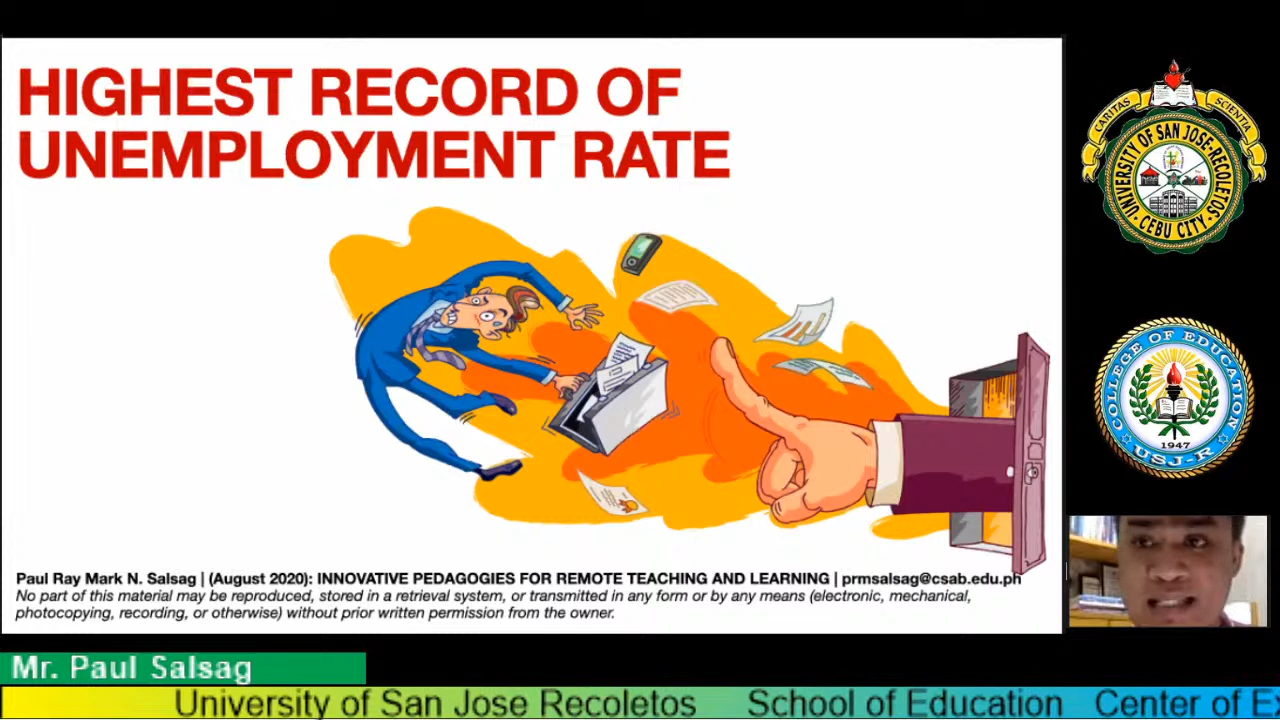 HIGHEST RECORD OF
UNEMPLOYMENT RATE
Paul Ray Mark N. Salsag | (August 2020): INNOVATIVE PEDAGOGIES FOR REMOTE TEACHING AND LEARNING | prmsalsag@csab.edu.ph
No part of this material may be reproduced, stored in a retrieval system, or transmitted in any form or by any means (electronic, mechanical,
photocopying, recording, or otherwise) without prior written permission from the owner.
CARITAS
SCIENTIA
UNIVERSITY OF SAN JOSE-RECOLETOS
CEBU CITY
COLLEGE OF EDUCATION
1947
USJ-R
Mr. Paul Salsag
University of San Jose Recoletos School of Education Center of E